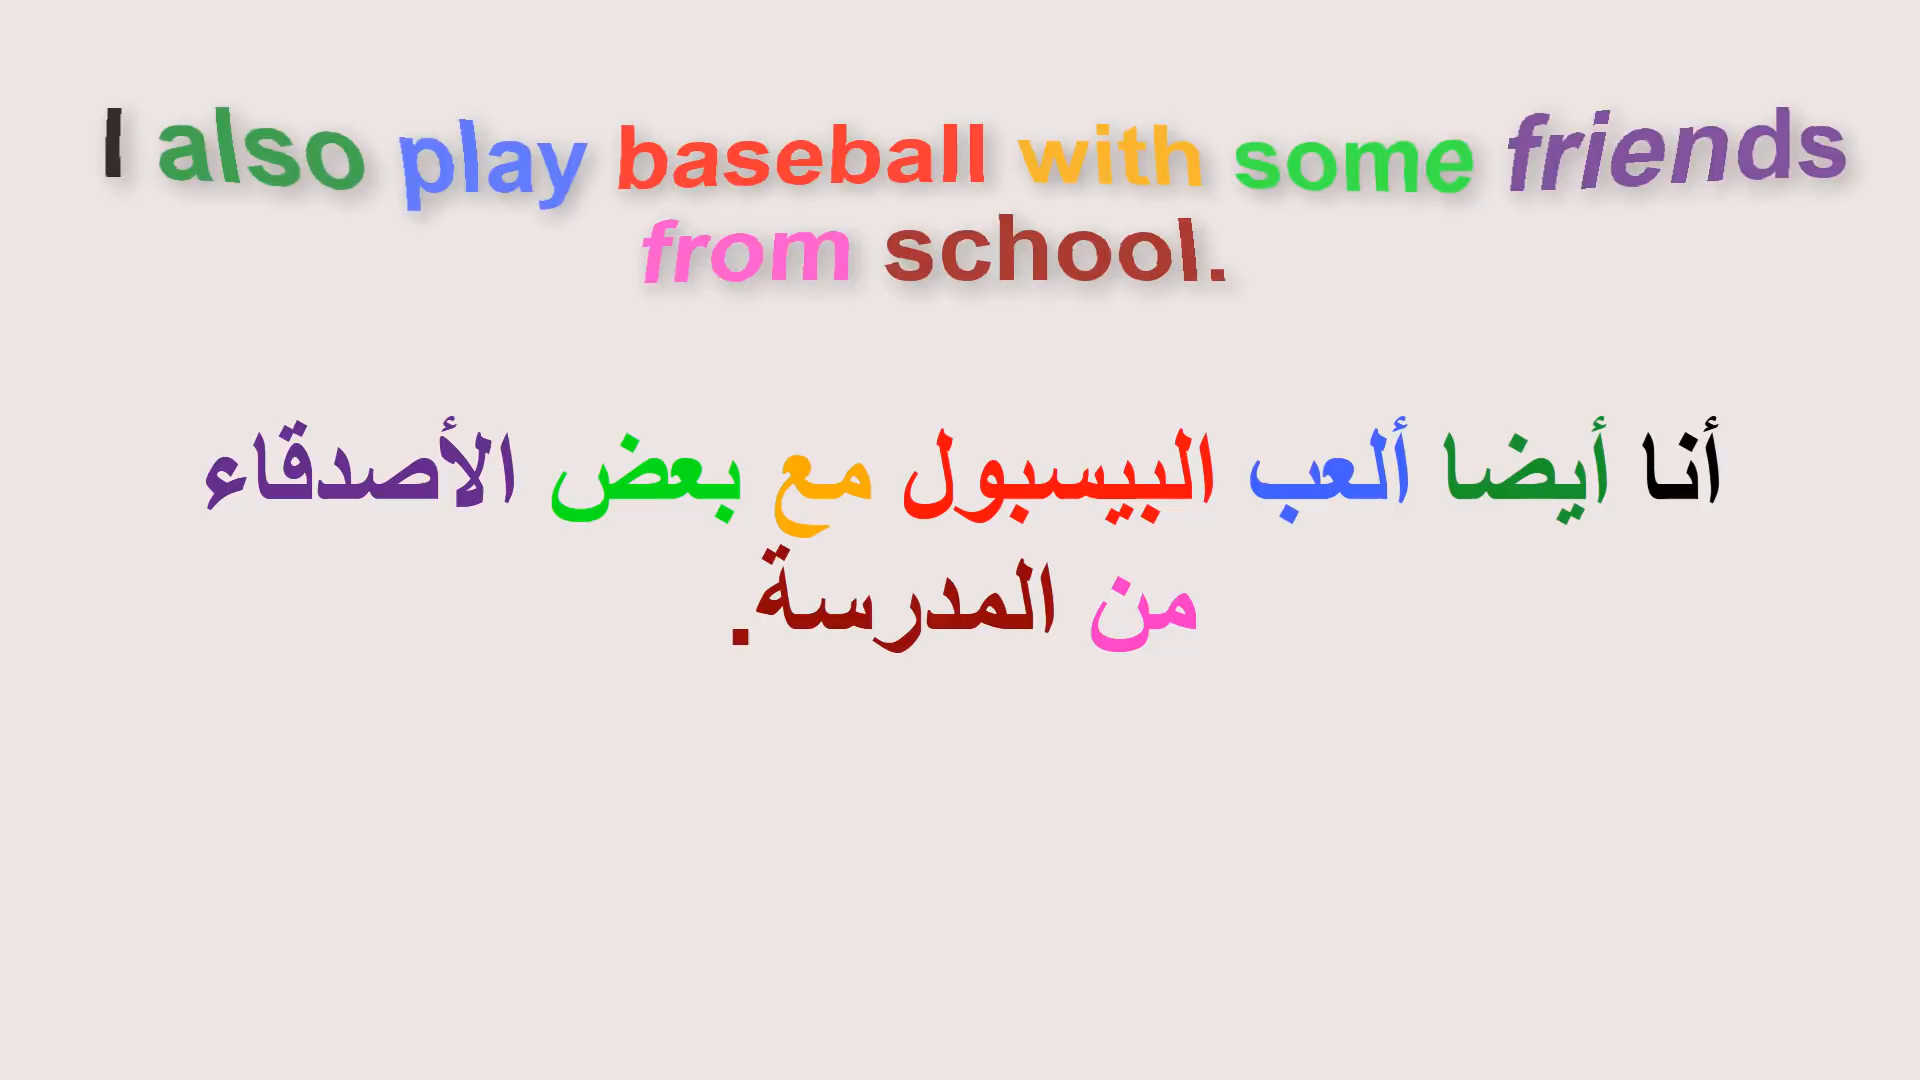 I also play baseball with some friends
from school.
أنا أيضا ألعب البيسبول مع بعض الأصدقاء
من المدرسة.